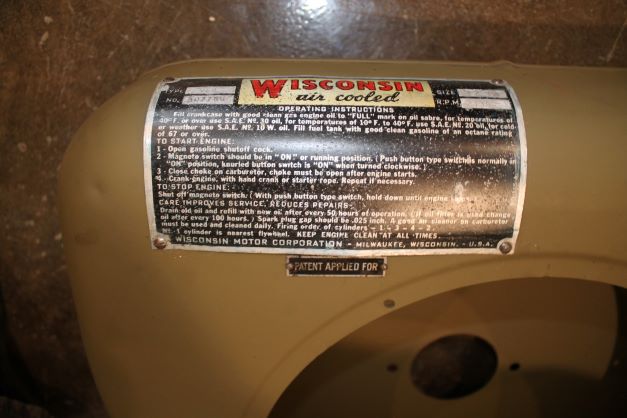 TYPE
WISCONSIN
SIZE
NO.
air cooled
R.P.M.
OPERATING INSTRUCTIONS
Fill crankcase with good clean gas engine oil to "FULL" mark on oil sabre, for temperatures of
40° F. or over use S.A.E. No. 30 oil, for temperatures of 10° F. to 40° F. use S.A.E. No. 20 oil, for cold-
er weather use S.A.E. No. 10 W. oil. Fill fuel tank with good clean gasoline of an octane rating
of 67 or over.
TO START ENGINE:
1 - Open gasoline shutoff cock.
2 - Magneto switch should be in "ON" or running position. (Push button type switch is normally in
"ON" position, knurled button switch is "ON" when turned clockwise.)
3 - Close choke on carburetor, choke must be open after engine starts.
4 - Crank engine, with hand crank or starter rope. Repeat if necessary.
TO STOP ENGINE:
Shut off magneto switch (With push button type switch, hold down until engine stops.)
CARE IMPROVES SERVICE, REDUCES REPAIRS-
Drain old oil and refill with new oil after every 50 hours of operation. (If oil filter is used change
oil after every 100 hours.) Spark plug gap should be .025 inch. A good air cleaner on carburetor
must be used and cleaned daily. Firing order of cylinders - 1 - 3 - 4 - 2.
No. 1 cylinder is nearest flywheel. KEEP ENGINE CLEAN AT ALL TIMES
WISCONSIN MOTOR CORPORATION - MILWAUKEE, WISCONSIN. - U.S.A.
PATENT APPLIED FOR